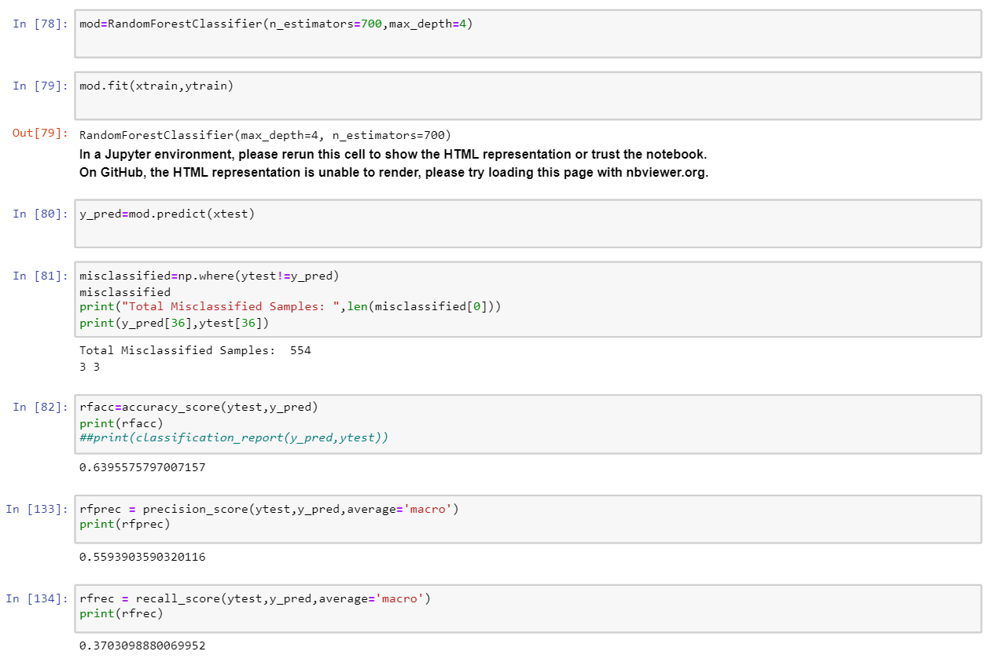 In [78]: mod=RandomForestClassifier(n_estimators=700,max_depth=4)
In [79]: mod.fit(xtrain,ytrain)
Out[79]: RandomForestClassifier(max_depth=4, n_estimators=700)
In a Jupyter environment, please rerun this cell to show the HTML representation or trust the notebook.
On GitHub, the HTML representation is unable to render, please try loading this page with nbviewer.org.
In [80]: y_pred=mod.predict(xtest)
In [81]: misclassified=np.where(ytest!=y_pred)
misclassified
print("Total Misclassified Samples: ",len(misclassified[0]))
print(y_pred[36],ytest[36])
Total Misclassified Samples:  554
3 3
In [82]: rfacc=accuracy_score(ytest,y_pred)
print(rfacc)
##print(classification_report(y_pred,ytest))
0.6395575797007157
In [133]: rfprec = precision_score(ytest,y_pred,average='macro')
print(rfprec)
0.5593903590320116
In [134]: rfrec = recall_score(ytest,y_pred,average='macro')
print(rfrec)
0.3703098880069952